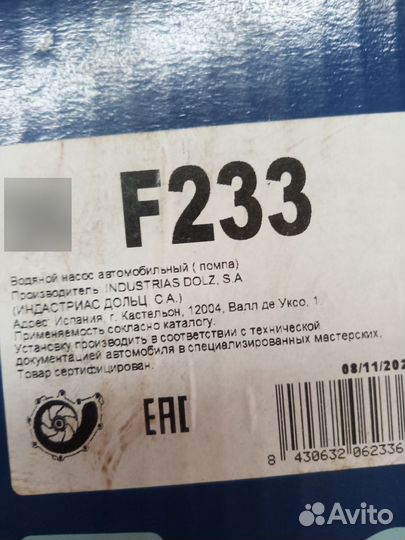 F233
Водяной насос автомобильный ( помпа)
Производитель INDUSTRIAS DOLZ, S.A
(ИНДАСТРИАС ДОЛЬЦ, С.А.)
Адрес: Испания, г. Кастельон, 12004, Валл де Уксо, 1
Применяемость согласно каталогу.
Установку производить в соответствии с технической
документацией автомобиля в специализированных мастерских.
Товар сертифицирован.
08/11/202
EAC
8 430632 062336
Avito